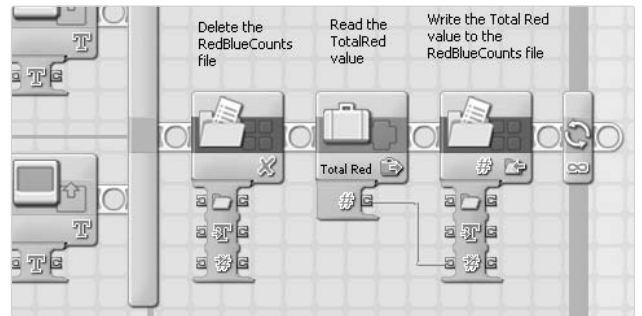 Delete the
RedBlueCounts
file
Read the
TotalRed
value
Write the Total Red
value to the
RedBlueCounts file
T
T
#
Total Red
#
T
T
T
T
#
#